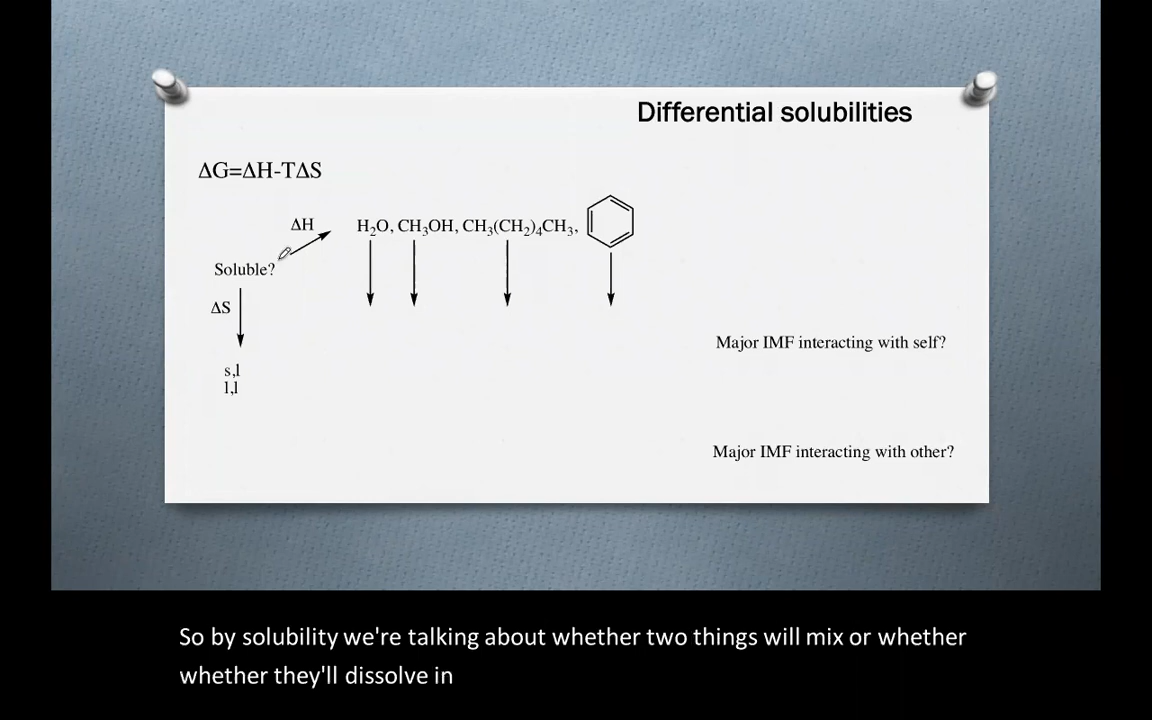 Differential solubilities
ΔG=ΔH-TΔS
ΔH
H₂O, CH₃OH, CH₃(CH₂)₄CH₃,
Soluble?
ΔS
Major IMF interacting with self?
s,l
l,l
Major IMF interacting with other?
So by solubility we're talking about whether two things will mix or whether
whether they'll dissolve in